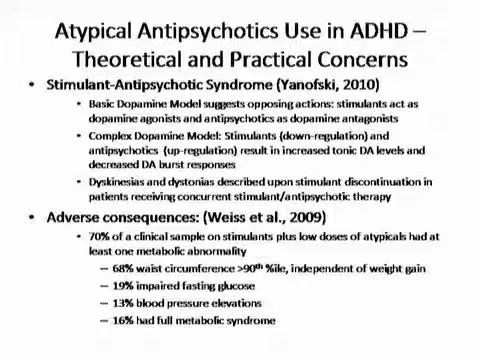 Atypical Antipsychotics Use in ADHD –
Theoretical and Practical Concerns
• Stimulant-Antipsychotic Syndrome (Yanofski, 2010)
• Basic Dopamine Model suggests opposing actions: stimulants act as
dopamine agonists and antipsychotics as dopamine antagonists
• Complex Dopamine Model: Stimulants (down-regulation) and
antipsychotics (up-regulation) result in increased tonic DA levels and
decreased DA burst responses
• Dyskinesias and dystonias described upon stimulant discontinuation in
patients receiving concurrent stimulant/antipsychotic therapy
• Adverse consequences: (Weiss et al., 2009)
• 70% of a clinical sample on stimulants plus low doses of atypicals had at
least one metabolic abnormality
– 68% waist circumference >90th %ile, independent of weight gain
– 19% impaired fasting glucose
– 13% blood pressure elevations
– 16% had full metabolic syndrome